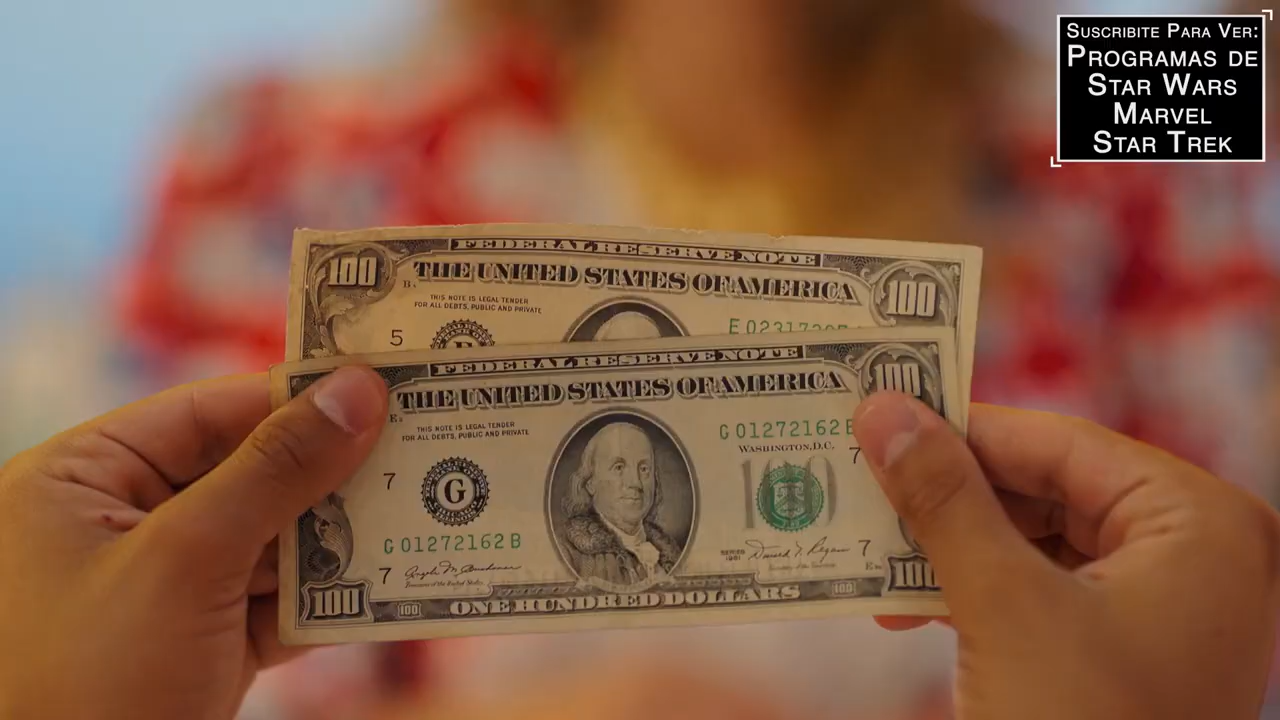 Suscribite Para Ver:
Programas de
Star Wars
Marvel
Star Trek
FEDERAL RESERVE NOTE
THE UNITED STATES OF AMERICA
100
100
THIS NOTE IS LEGAL TENDER
FOR ALL DEBTS, PUBLIC AND PRIVATE
5
FEDERAL RESERVE NOTE
THE UNITED STATES OF AMERICA
100
THIS NOTE IS LEGAL TENDER
FOR ALL DEBTS, PUBLIC AND PRIVATE
G 01272162
WASHINGTON, D.C.
7
7
G
100
G 01272162 B
7
SERIES
1981
7
100
100
ONE HUNDRED DOLLARS
100
100